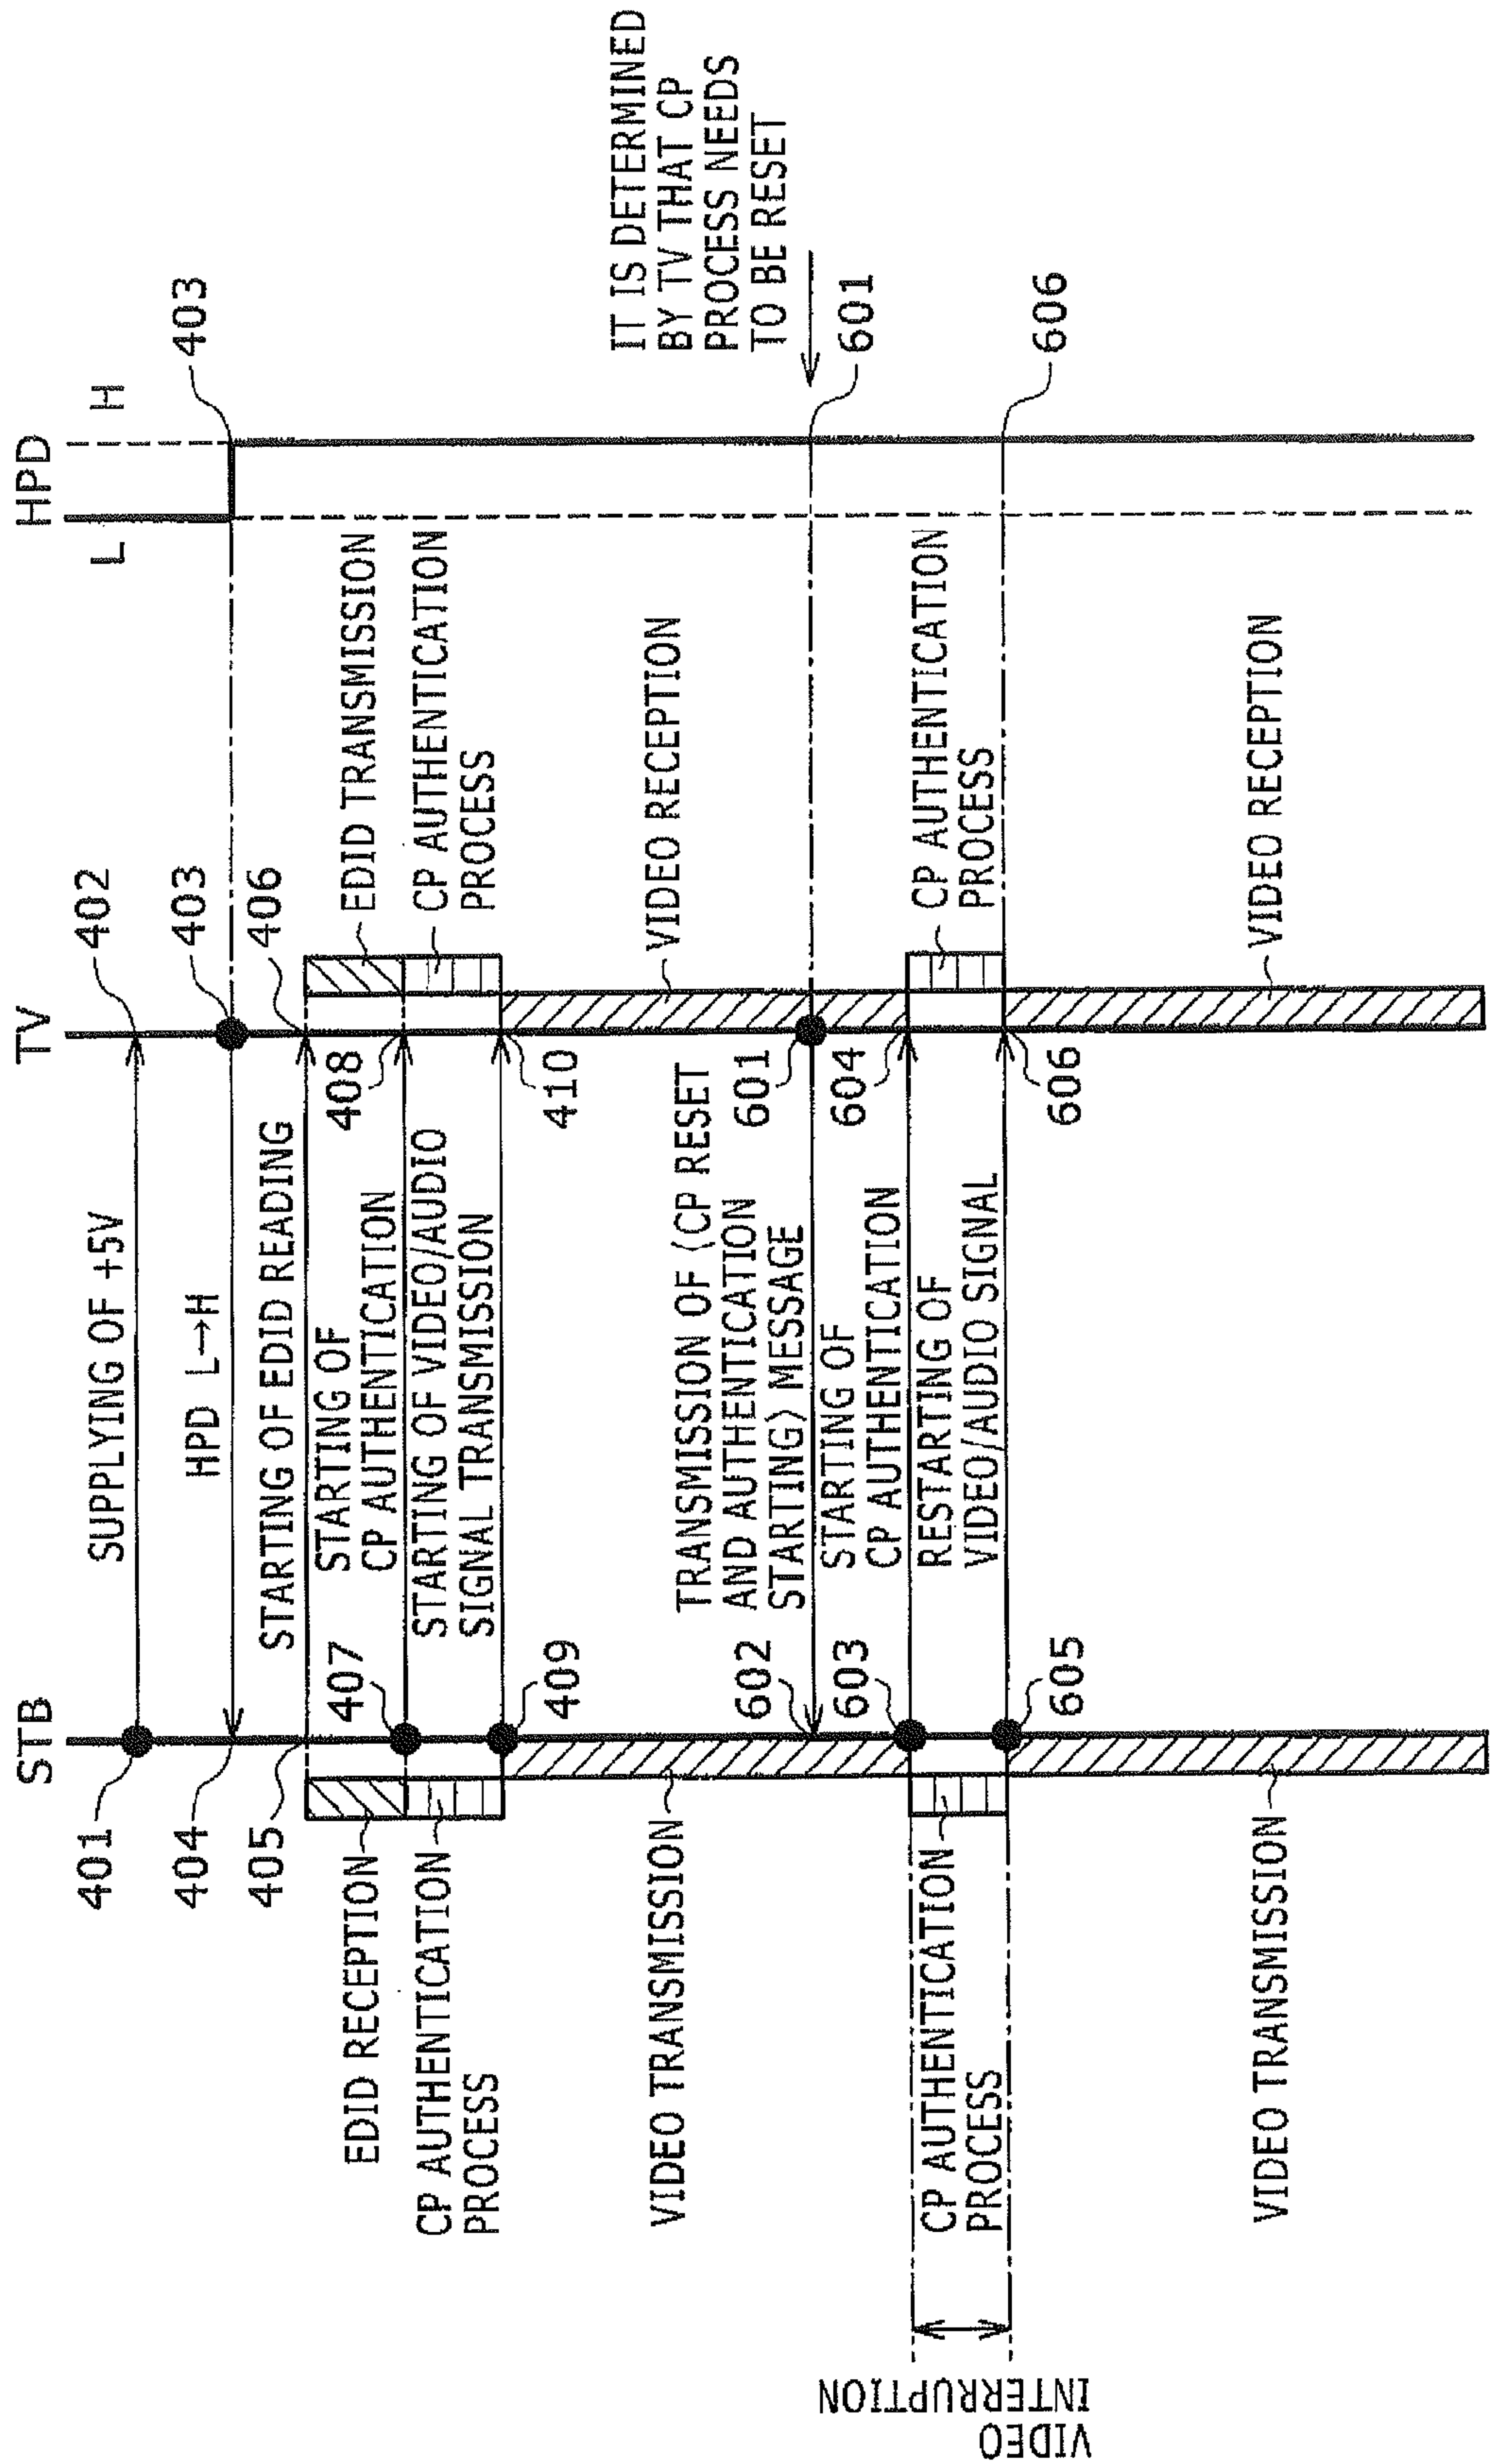 STB
TV
HPD
L
H
401
SUPPLYING OF +5V
402
404
HPD L→H
403
403
405
STARTING OF EDID READING
406
EDID RECEPTION
407
STARTING OF
CP AUTHENTICATION
408
EDID TRANSMISSION
CP AUTHENTICATION
PROCESS
409
STARTING OF VIDEO/AUDIO
SIGNAL TRANSMISSION
410
CP AUTHENTICATION
PROCESS
VIDEO TRANSMISSION
VIDEO RECEPTION
IT IS DETERMINED
BY TV THAT CP
PROCESS NEEDS
TO BE RESET
602
TRANSMISSION OF (CP RESET
AND AUTHENTICATION
STARTING) MESSAGE
601
601
603
STARTING OF
CP AUTHENTICATION
604
VIDEO
INTERRUPTION
CP AUTHENTICATION
PROCESS
605
RESTARTING OF
VIDEO/AUDIO SIGNAL
606
CP AUTHENTICATION
PROCESS
606
VIDEO TRANSMISSION
VIDEO RECEPTION